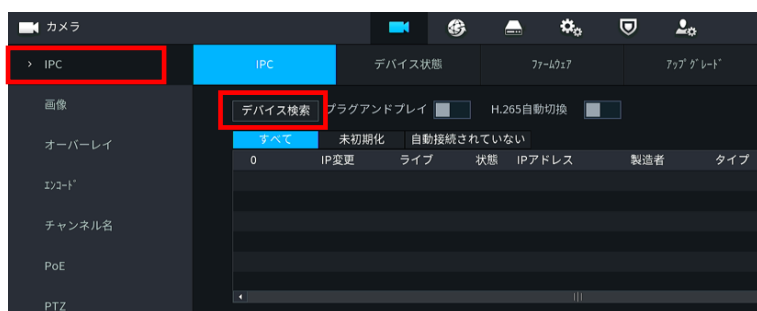 カメラ
> IPC
IPC デバイス状態 ﾌｧｰﾑｳｪｱ ｱｯﾌﾟｸﾞﾚｰﾄﾞ
画像
デバイス検索 プラグアンドプレイ H.265自動切換
オーバーレイ
すべて 未初期化 自動接続されていない
0 IP変更 ライブ 状態 IPアドレス 製造者 タイプ
ｴﾝｺｰﾄﾞ
チャンネル名
PoE
PTZ